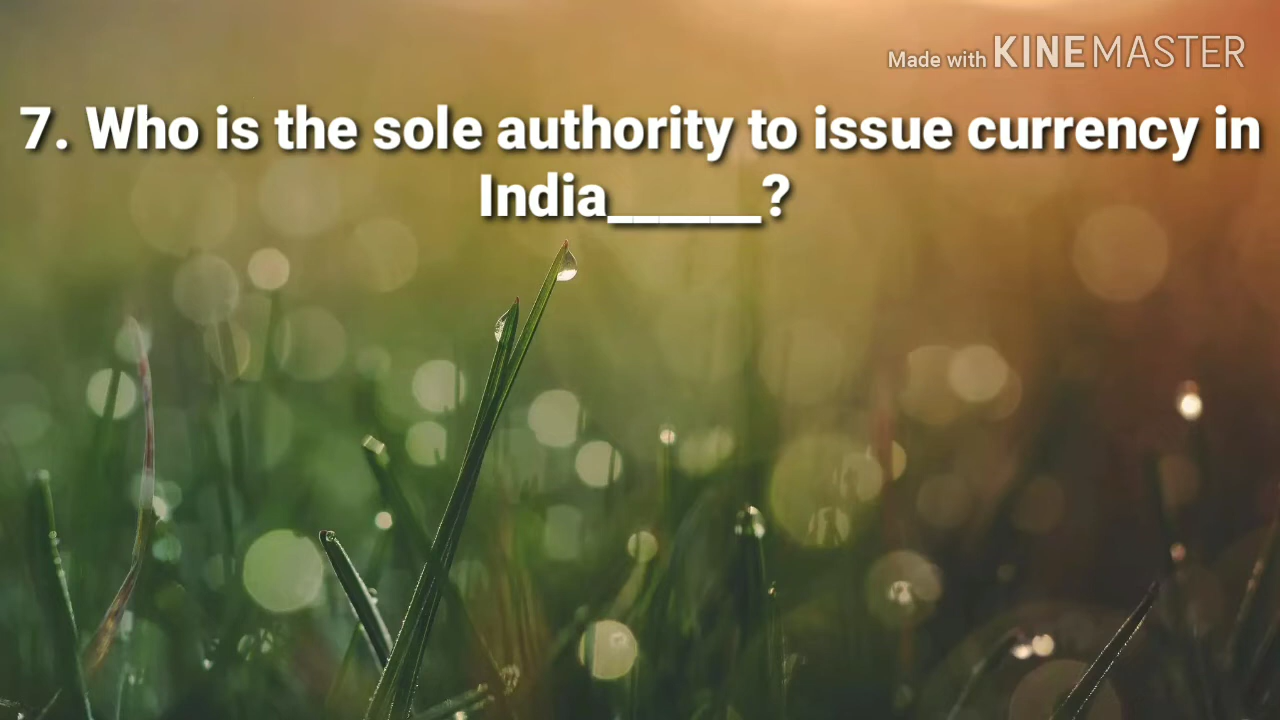 Made with KINEMASTER
7. Who is the sole authority to issue currency in
India______?